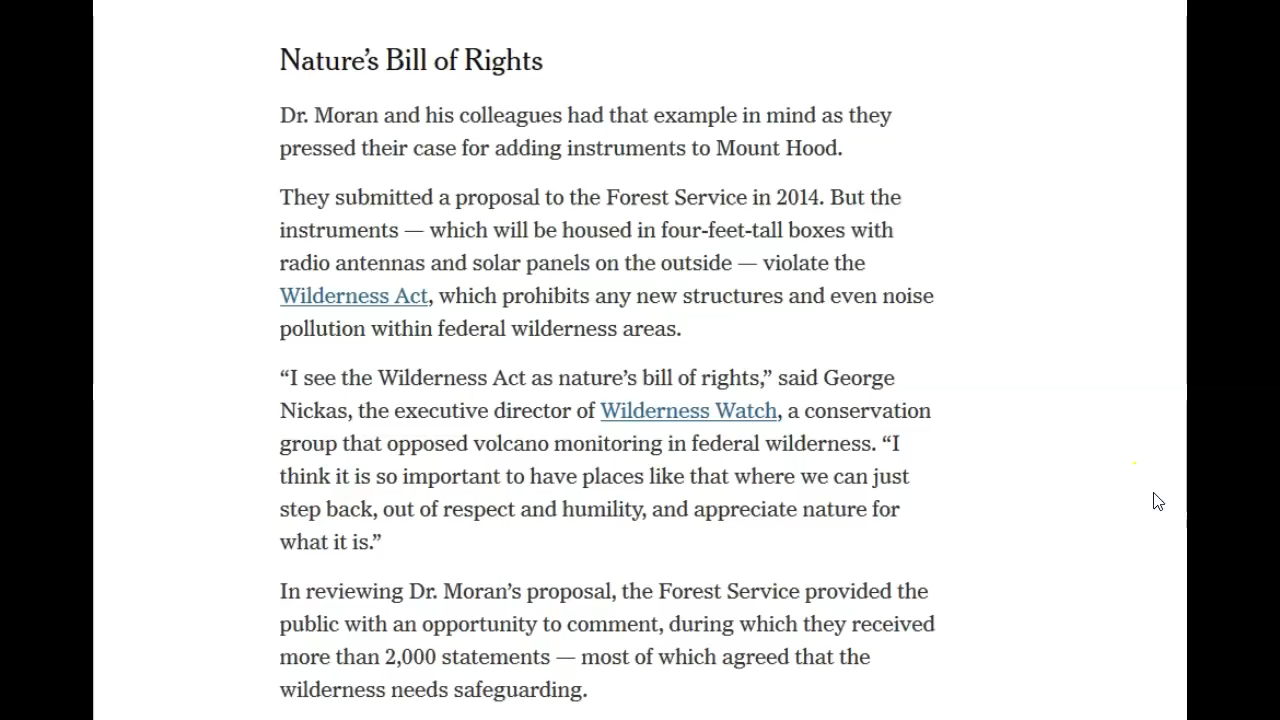 Nature’s Bill of Rights
Dr. Moran and his colleagues had that example in mind as they
pressed their case for adding instruments to Mount Hood.
They submitted a proposal to the Forest Service in 2014. But the
instruments — which will be housed in four-feet-tall boxes with
radio antennas and solar panels on the outside — violate the
Wilderness Act, which prohibits any new structures and even noise
pollution within federal wilderness areas.
“I see the Wilderness Act as nature’s bill of rights,” said George
Nickas, the executive director of Wilderness Watch, a conservation
group that opposed volcano monitoring in federal wilderness. “I
think it is so important to have places like that where we can just
step back, out of respect and humility, and appreciate nature for
what it is.”
In reviewing Dr. Moran’s proposal, the Forest Service provided the
public with an opportunity to comment, during which they received
more than 2,000 statements — most of which agreed that the
wilderness needs safeguarding.